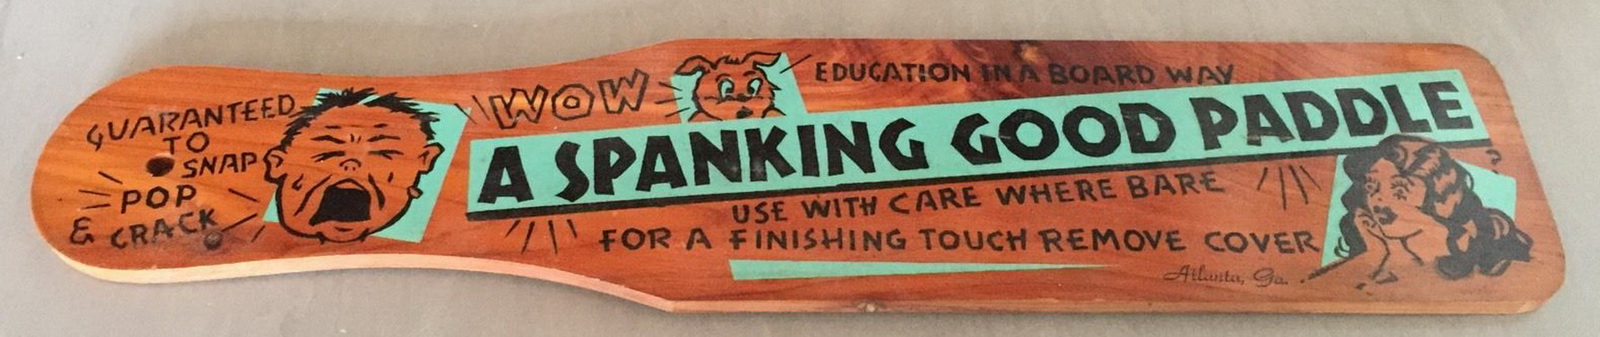 GUARANTEED
TO
SNAP
POP
& CRACK
WOW
EDUCATION IN A BOARD WAY
A SPANKING GOOD PADDLE
USE WITH CARE WHERE BARE
FOR A FINISHING TOUCH REMOVE COVER
?
Atlanta, Ga.